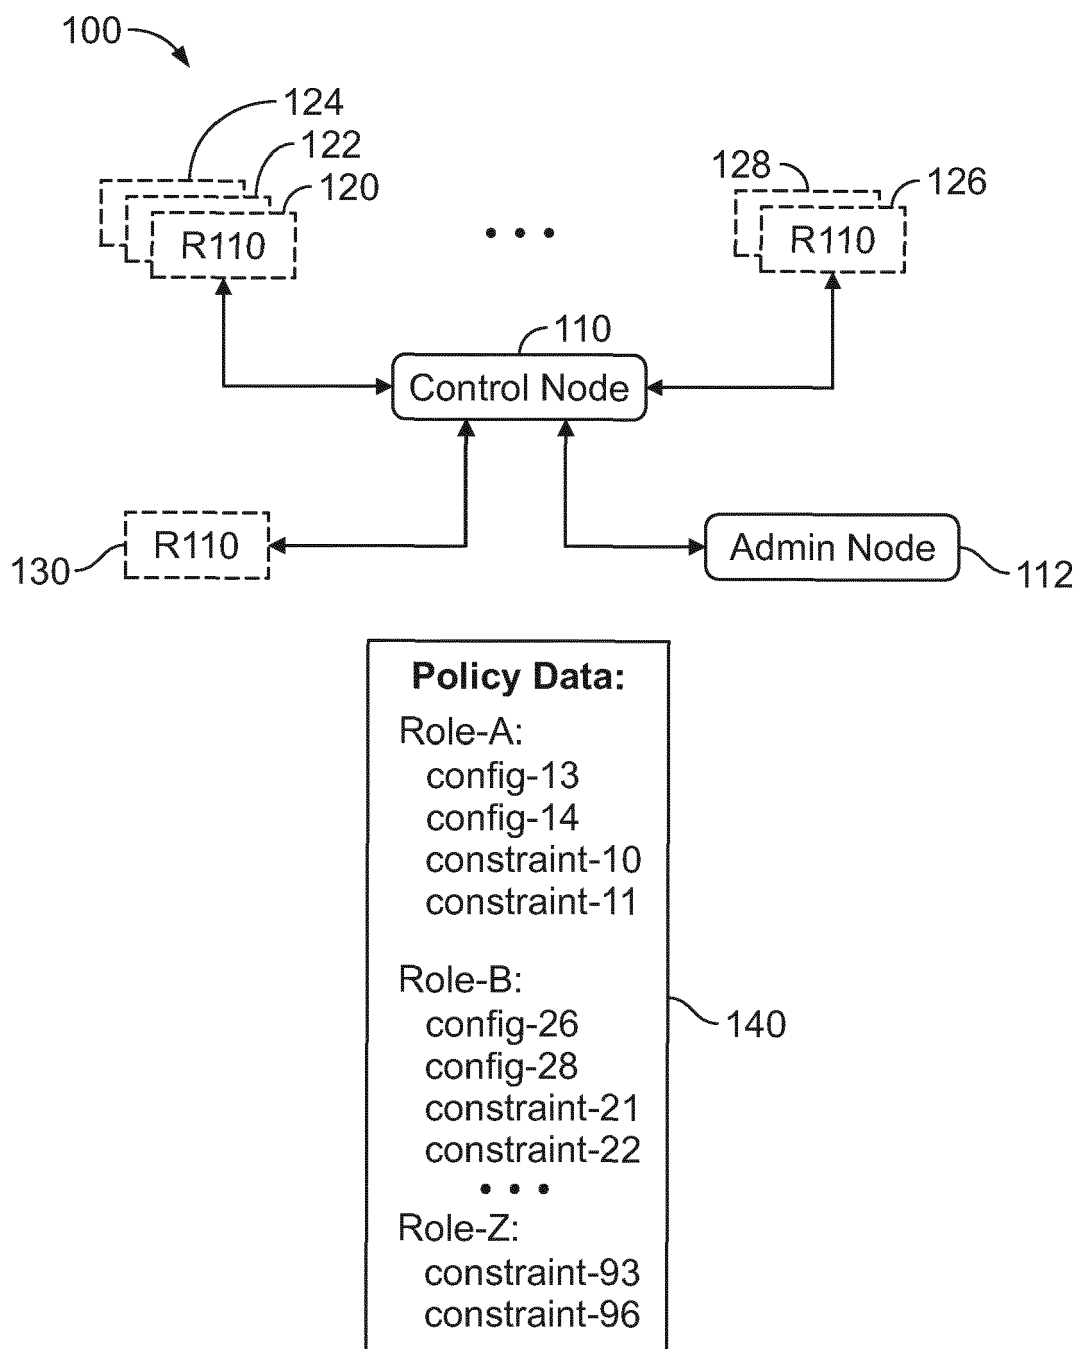 100
124
122
120
R110
128
126
R110
110
Control Node
R110
130
Admin Node
112
Policy Data:
Role-A:
config-13
config-14
constraint-10
constraint-11
Role-B:
config-26
config-28
constraint-21
constraint-22
• • •
Role-Z:
constraint-93
constraint-96
140